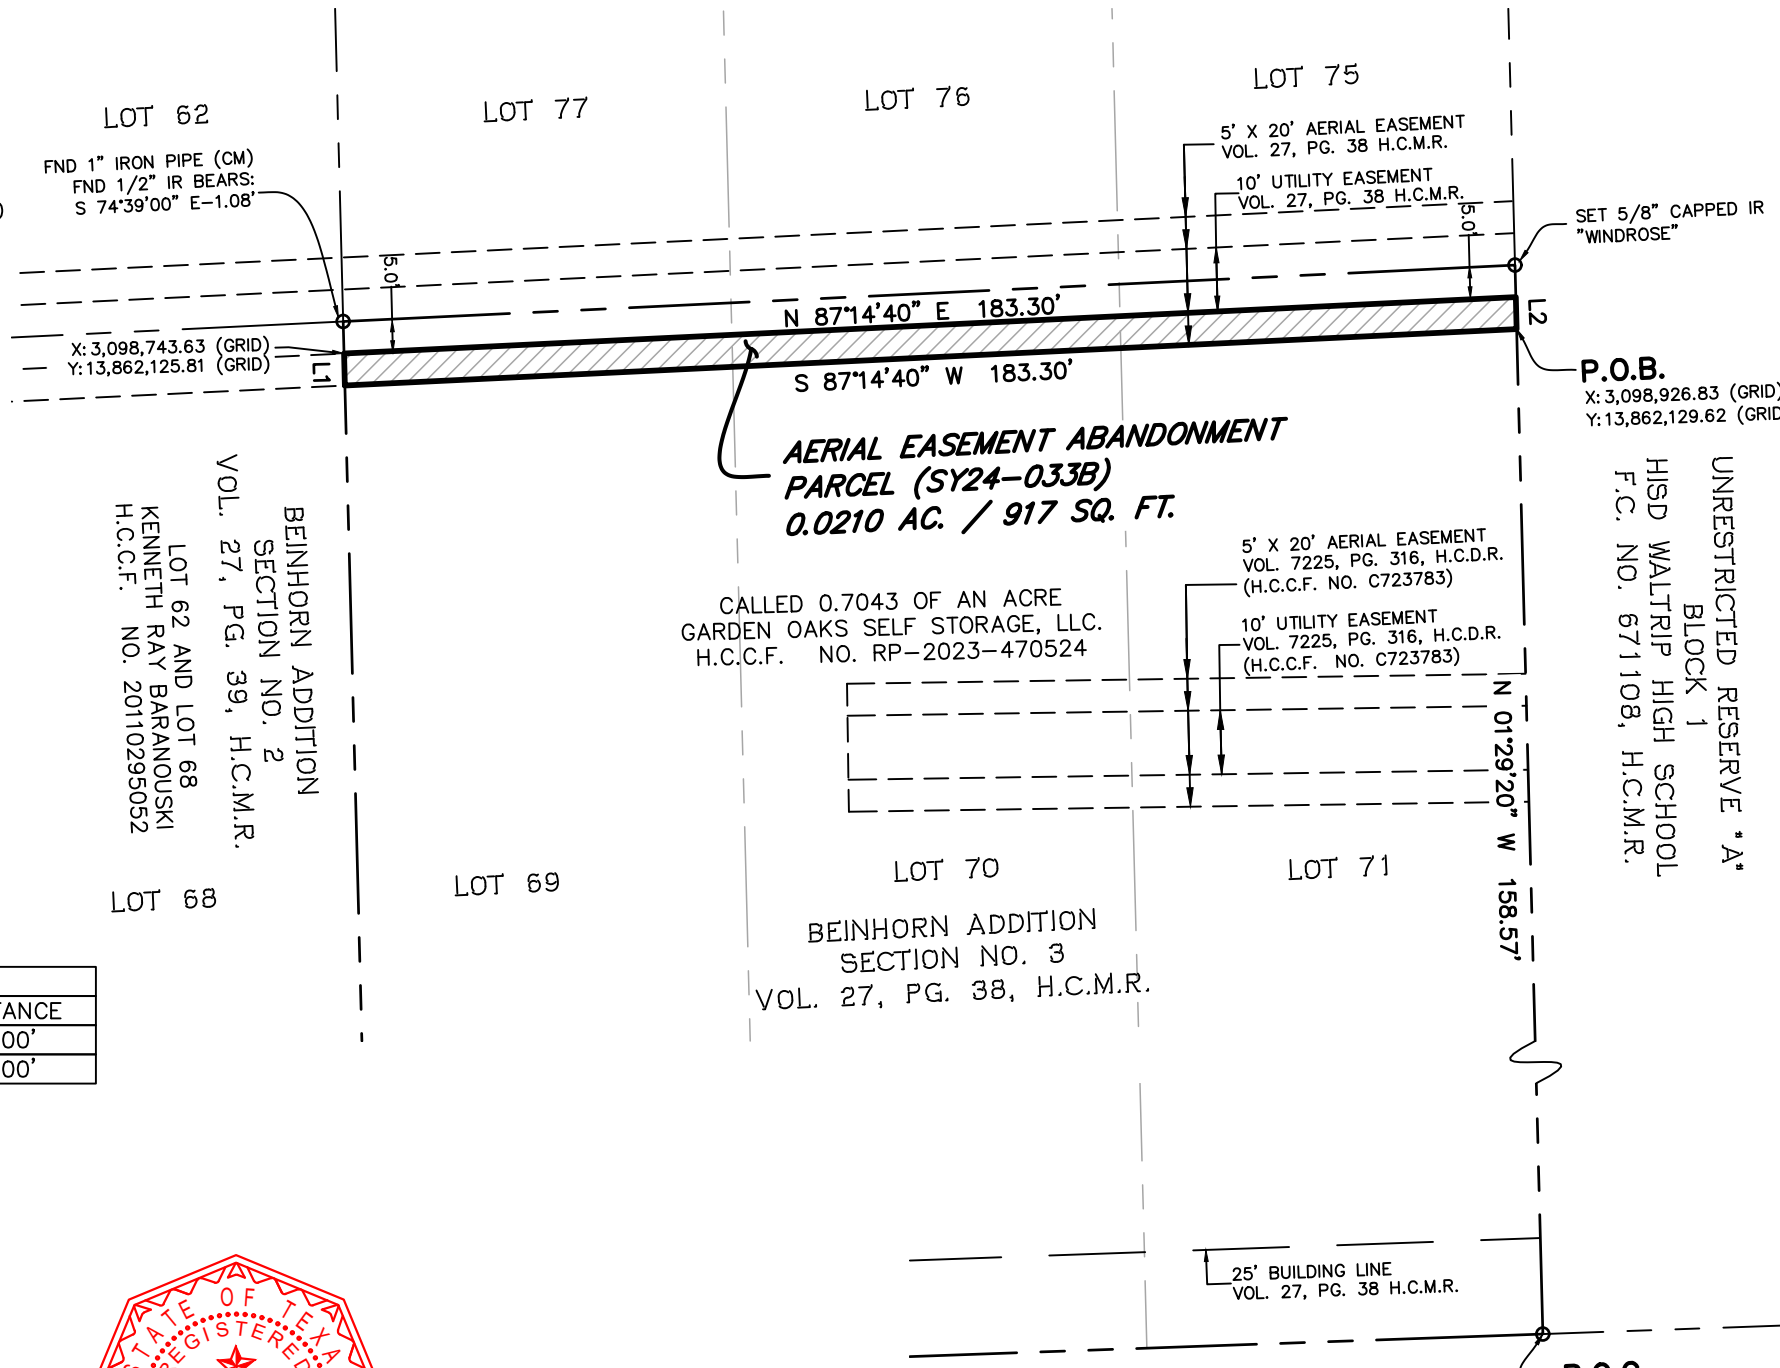 LOT 62
LOT 77
LOT 76
LOT 75
FND 1" IRON PIPE (CM)
FND 1/2" IR BEARS:
S 74°39'00" E-1.08'
5' X 20' AERIAL EASEMENT
VOL. 27, PG. 38 H.C.M.R.
10' UTILITY EASEMENT
VOL. 27, PG. 38 H.C.M.R.
SET 5/8" CAPPED IR
"WINDROSE"
5.0'
5.0'
N 87°14'40" E 183.30'
S 87°14'40" W 183.30'
X: 3,098,743.63 (GRID)
Y: 13,862,125.81 (GRID)
L1
L2
P.O.B.
X: 3,098,926.83 (GRID)
Y: 13,862,129.62 (GRID
AERIAL EASEMENT ABANDONMENT
PARCEL (SY24-033B)
0.0210 AC. / 917 SQ. FT.
BEINHORN ADDITION
SECTION NO. 2
VOL. 27, PG. 39, H.C.M.R.
LOT 62 AND LOT 68
KENNETH RAY BARANOUSKI
H.C.C.F. NO. 20110295052
CALLED 0.7043 OF AN ACRE
GARDEN OAKS SELF STORAGE, LLC.
H.C.C.F. NO. RP-2023-470524
5' X 20' AERIAL EASEMENT
VOL. 7225, PG. 316, H.C.D.R.
(H.C.C.F. NO. C723783)
10' UTILITY EASEMENT
VOL. 7225, PG. 316, H.C.D.R.
(H.C.C.F. NO. C723783)
N 01°29'20" W 158.57'
UNRESTRICTED RESERVE "A"
BLOCK 1
HISD WALTRIP HIGH SCHOOL
F.C. NO. 671108, H.C.M.R.
LOT 68
LOT 69
LOT 70
LOT 71
BEINHORN ADDITION
SECTION NO. 3
VOL. 27, PG. 38, H.C.M.R.
TANCE
00'
00'
25' BUILDING LINE
VOL. 27, PG. 38 H.C.M.R.
STATE OF TEXA
REGISTERED